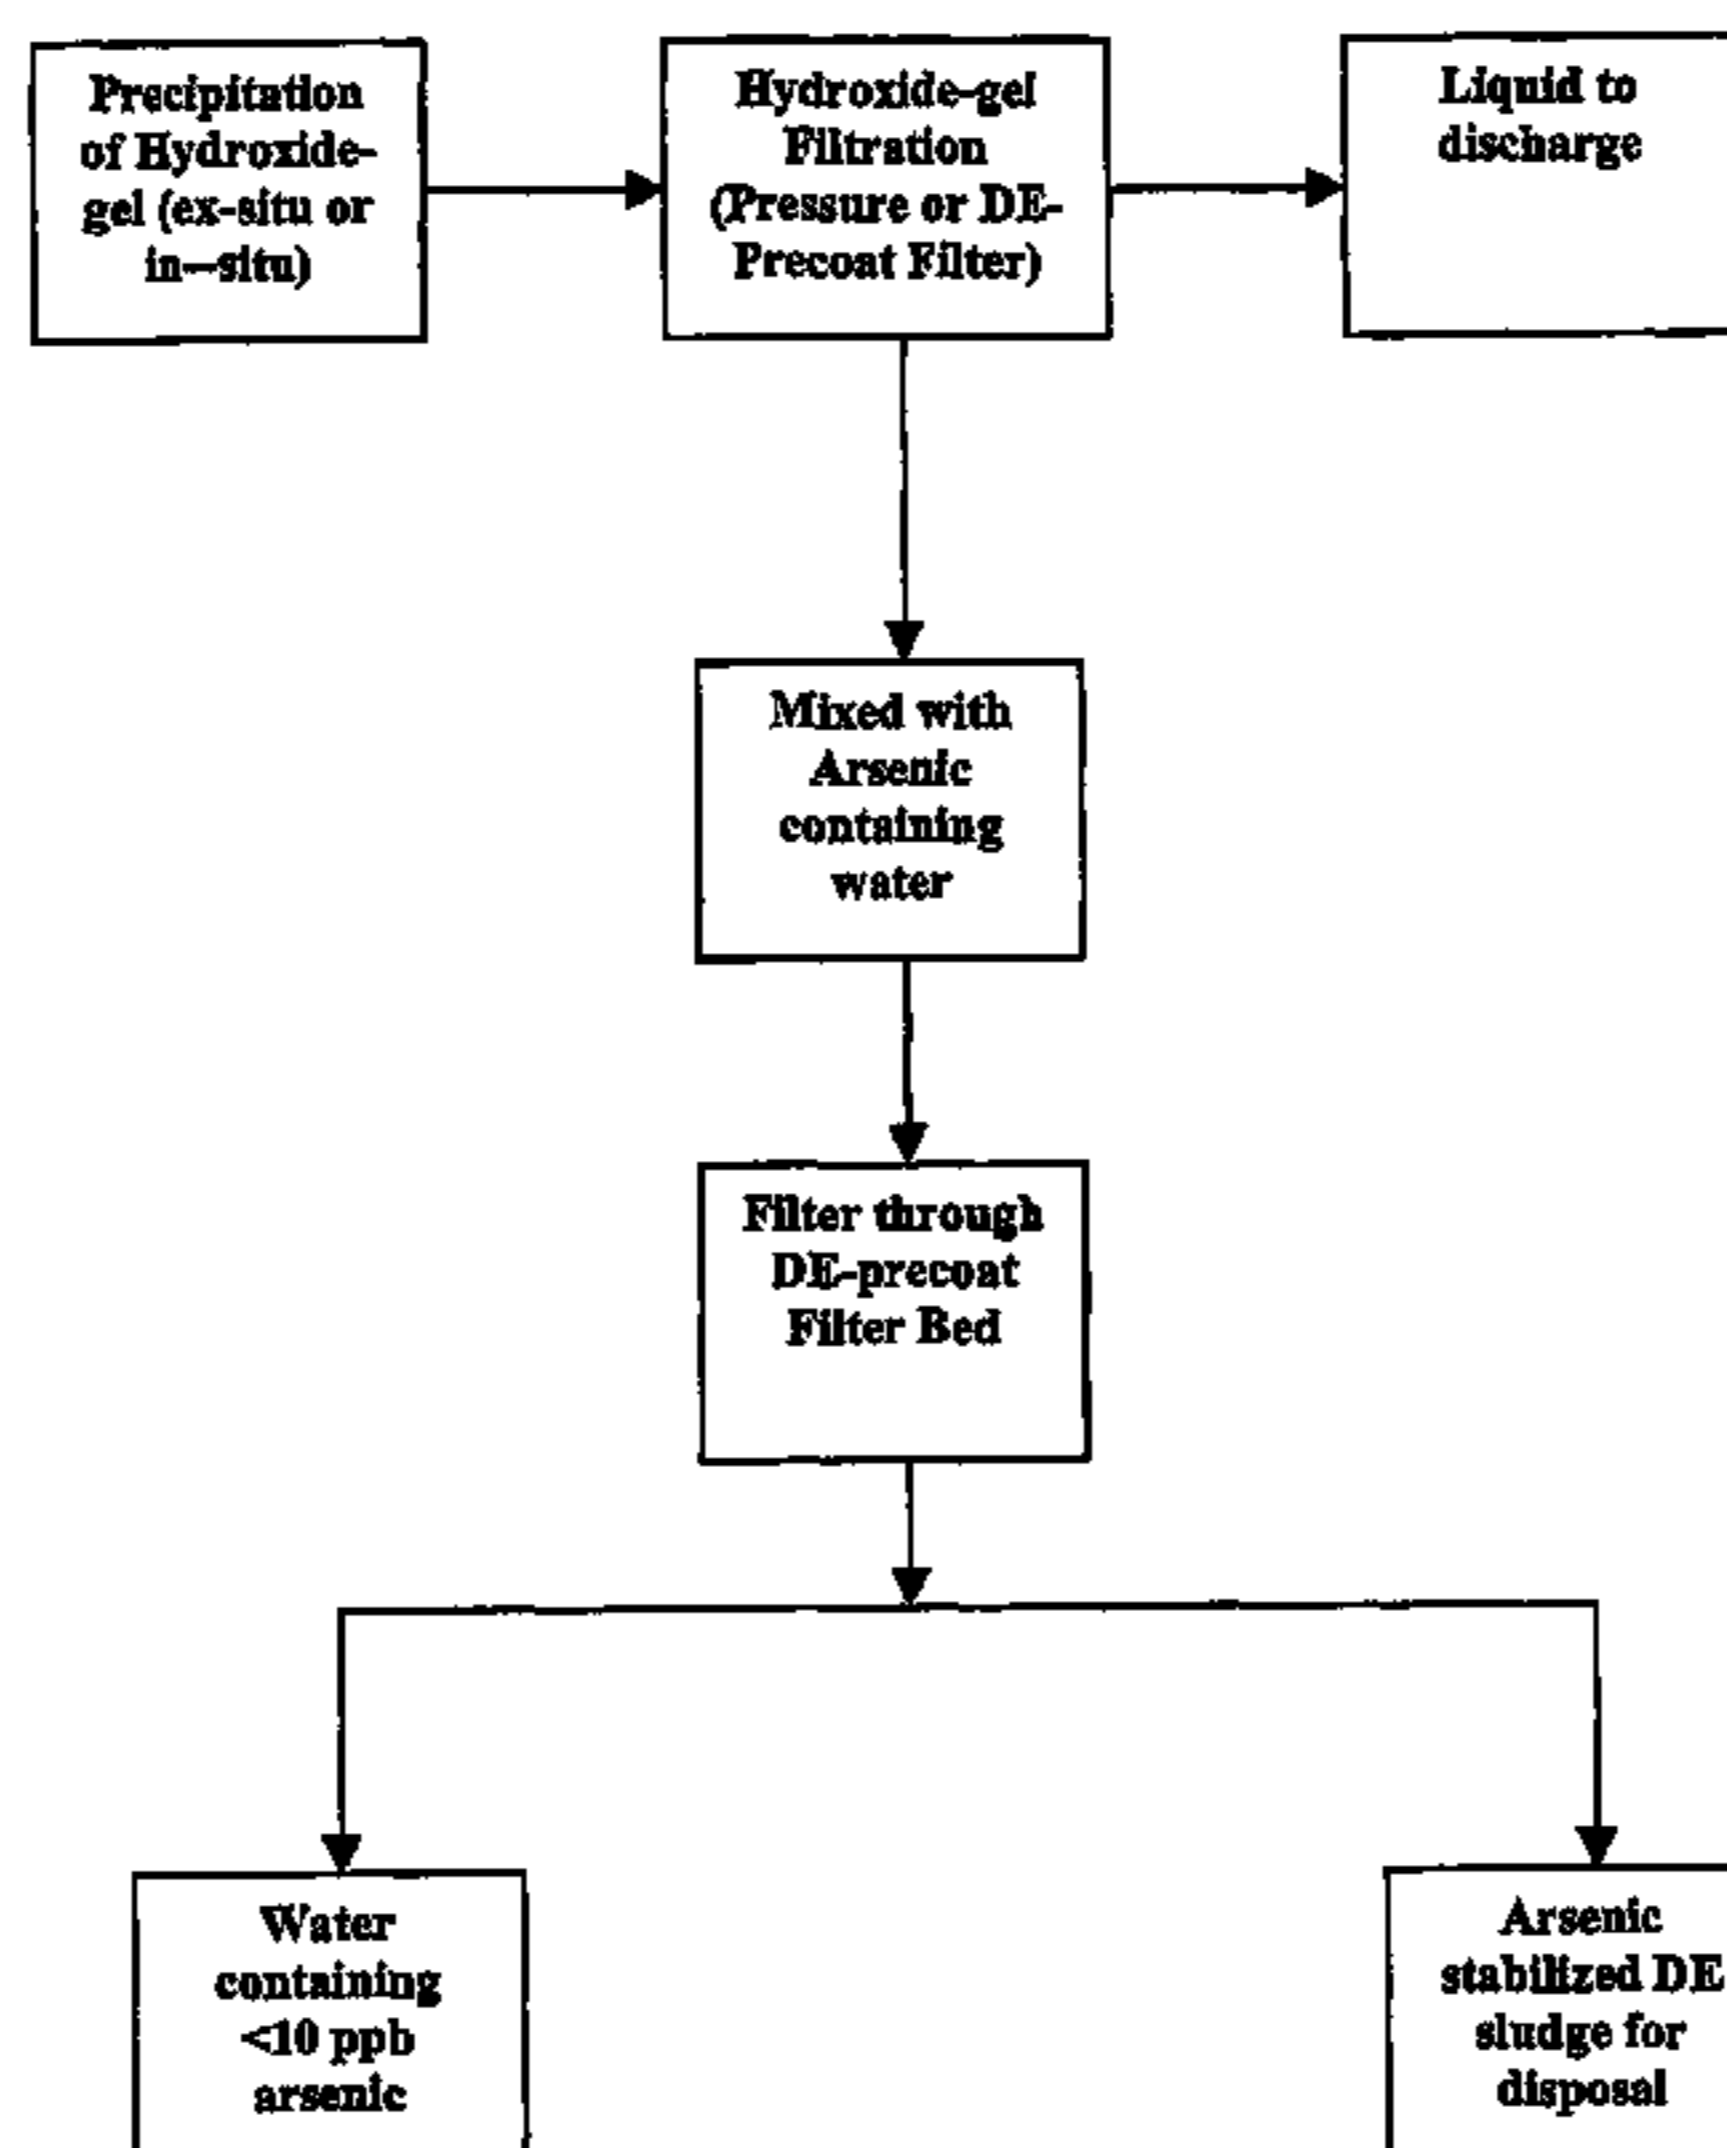 Precipitation
of Hydroxide-
gel (ex-situ or
in--situ)
Hydroxide-gel
Filtration
(Pressure or DE-
Precoat Filter)
Liquid to
discharge
Mixed with
Arsenic
containing
water
Filter through
DE-precoat
Filter Bed
Water
containing
<10 ppb
arsenic
Arsenic
stabilized DE
sludge for
disposal